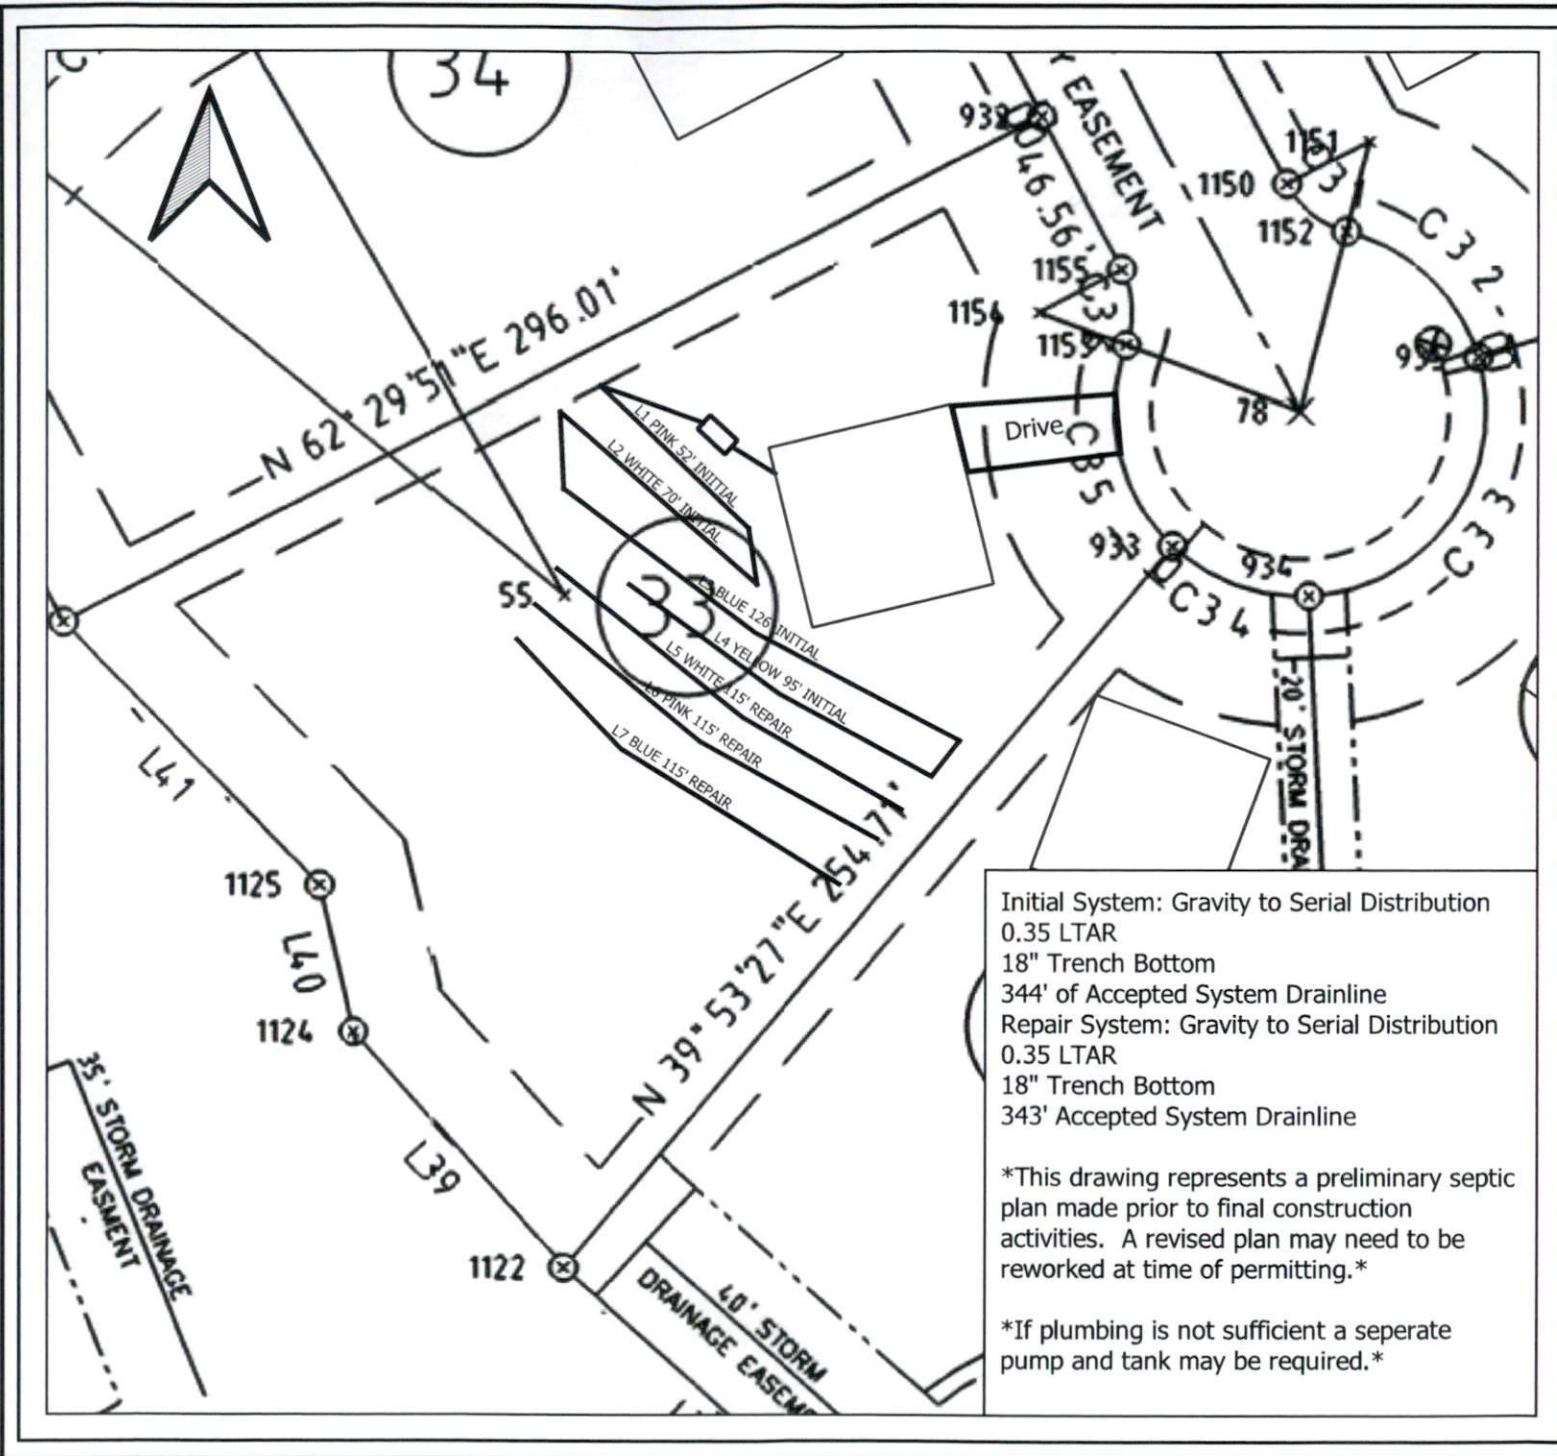 34
938
46.56'
Y EASEMENT
1151
C3
1150
1152
C32
1155
C3
1154
1153
N 62° 29'51"E 296.01'
78
Drive
C35
L1 PINK 52' INITIAL
L2 WHITE 70' INITIAL
933
934
C33
C34
55
33
L3 BLUE 126' INITIAL
L4 YELLOW 95' INITIAL
L5 WHITE 115' REPAIR
L6 PINK 115' REPAIR
L7 BLUE 115' REPAIR
20' STORM DRA
L41
1125
L40
1124
N 39° 53'27"E 254.71'
L39
1122
35' STORM DRAINAGE
EASMENT
40' STORM
DRAINAGE EASEME
Initial System: Gravity to Serial Distribution
0.35 LTAR
18" Trench Bottom
344' of Accepted System Drainline
Repair System: Gravity to Serial Distribution
0.35 LTAR
18" Trench Bottom
343' Accepted System Drainline
*This drawing represents a preliminary septic
plan made prior to final construction
activities. A revised plan may need to be
reworked at time of permitting.*
*If plumbing is not sufficient a seperate
pump and tank may be required.*